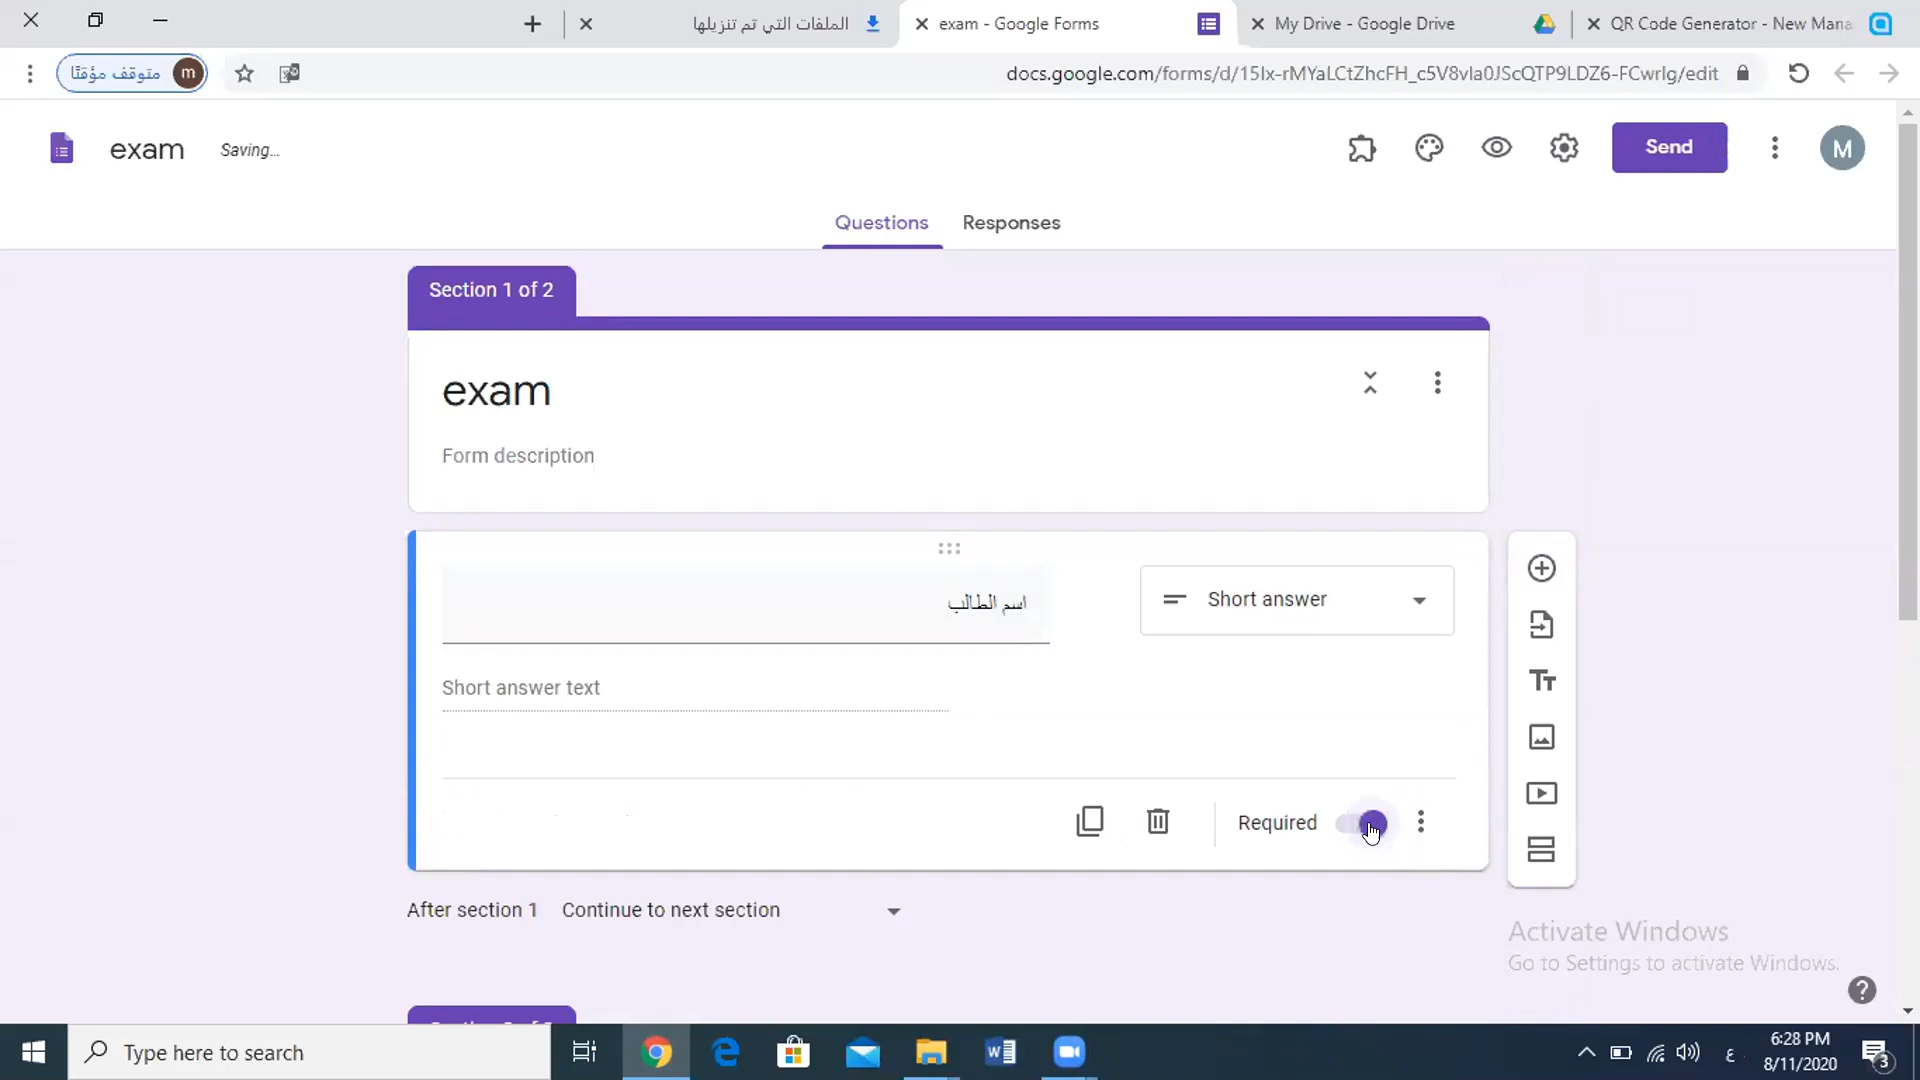 الملفات التي تم تنزيلها
exam - Google Forms
My Drive - Google Drive
QR Code Generator - New Mana
متوقف مؤقتًا
m
docs.google.com/forms/d/15Ix-rMYaLCtZhcFH_c5V8vIa0JScQTP9LDZ6-FCwrIg/edit
exam
Saving...
Send
M
Questions
Responses
Section 1 of 2
exam
Form description
اسم الطالب
Short answer
Short answer text
Required
After section 1
Continue to next section
Activate Windows
Go to Settings to activate Windows.
Type here to search
ع
6:28 PM
8/11/2020
3